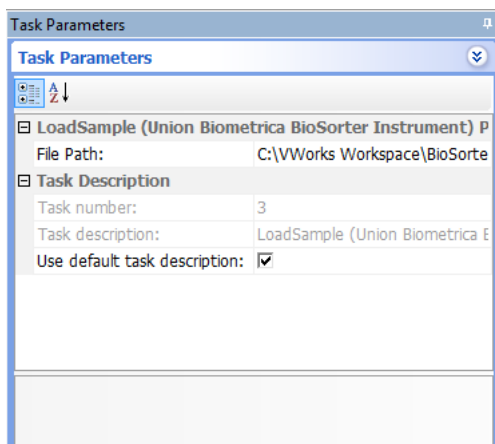 Task Parameters
Task Parameters
LoadSample (Union Biometrica BioSorter Instrument) P
File Path: C:\VWorks Workspace\BioSorte
Task Description
Task number: 3
Task description: LoadSample (Union Biometrica E
Use default task description: